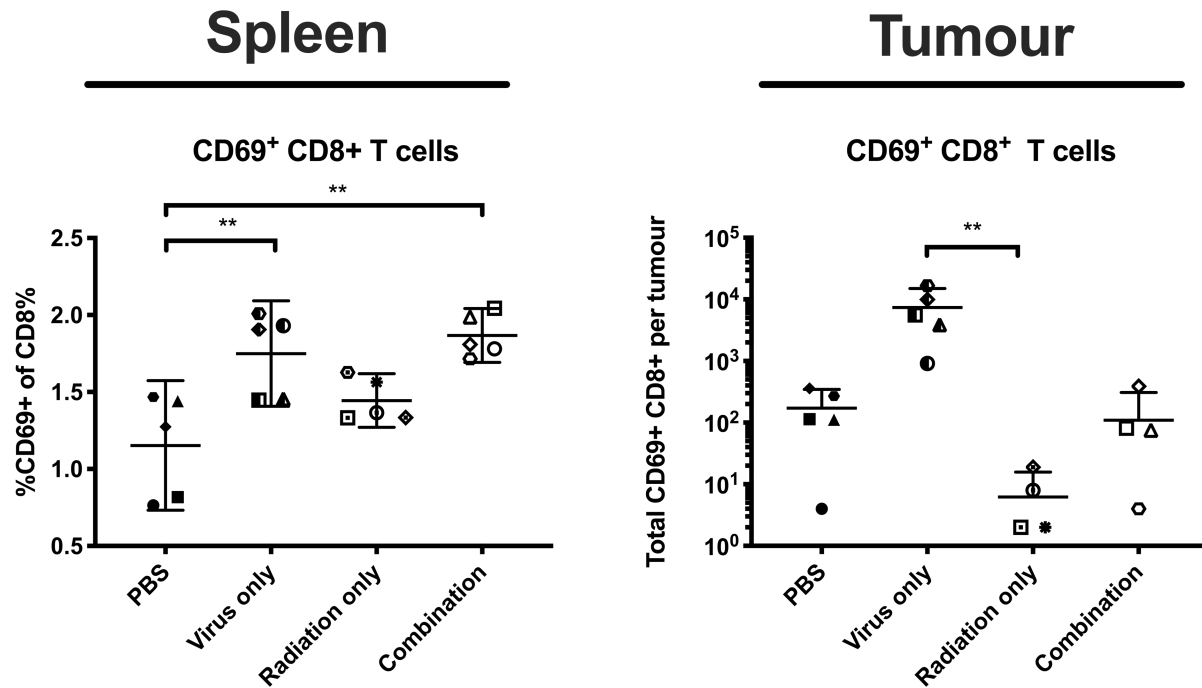 Spleen
CD69+ CD8+ T cells
**
**
%CD69+ of CD8%
2.5
2.0
1.5
1.0
0.5
PBS
Virus only
Radiation only
Combination
Tumour
CD69+ CD8+ T cells
**
Total CD69+ CD8+ per tumour
10⁵
10⁴
10³
10²
10¹
10⁰
PBS
Virus only
Radiation only
Combination